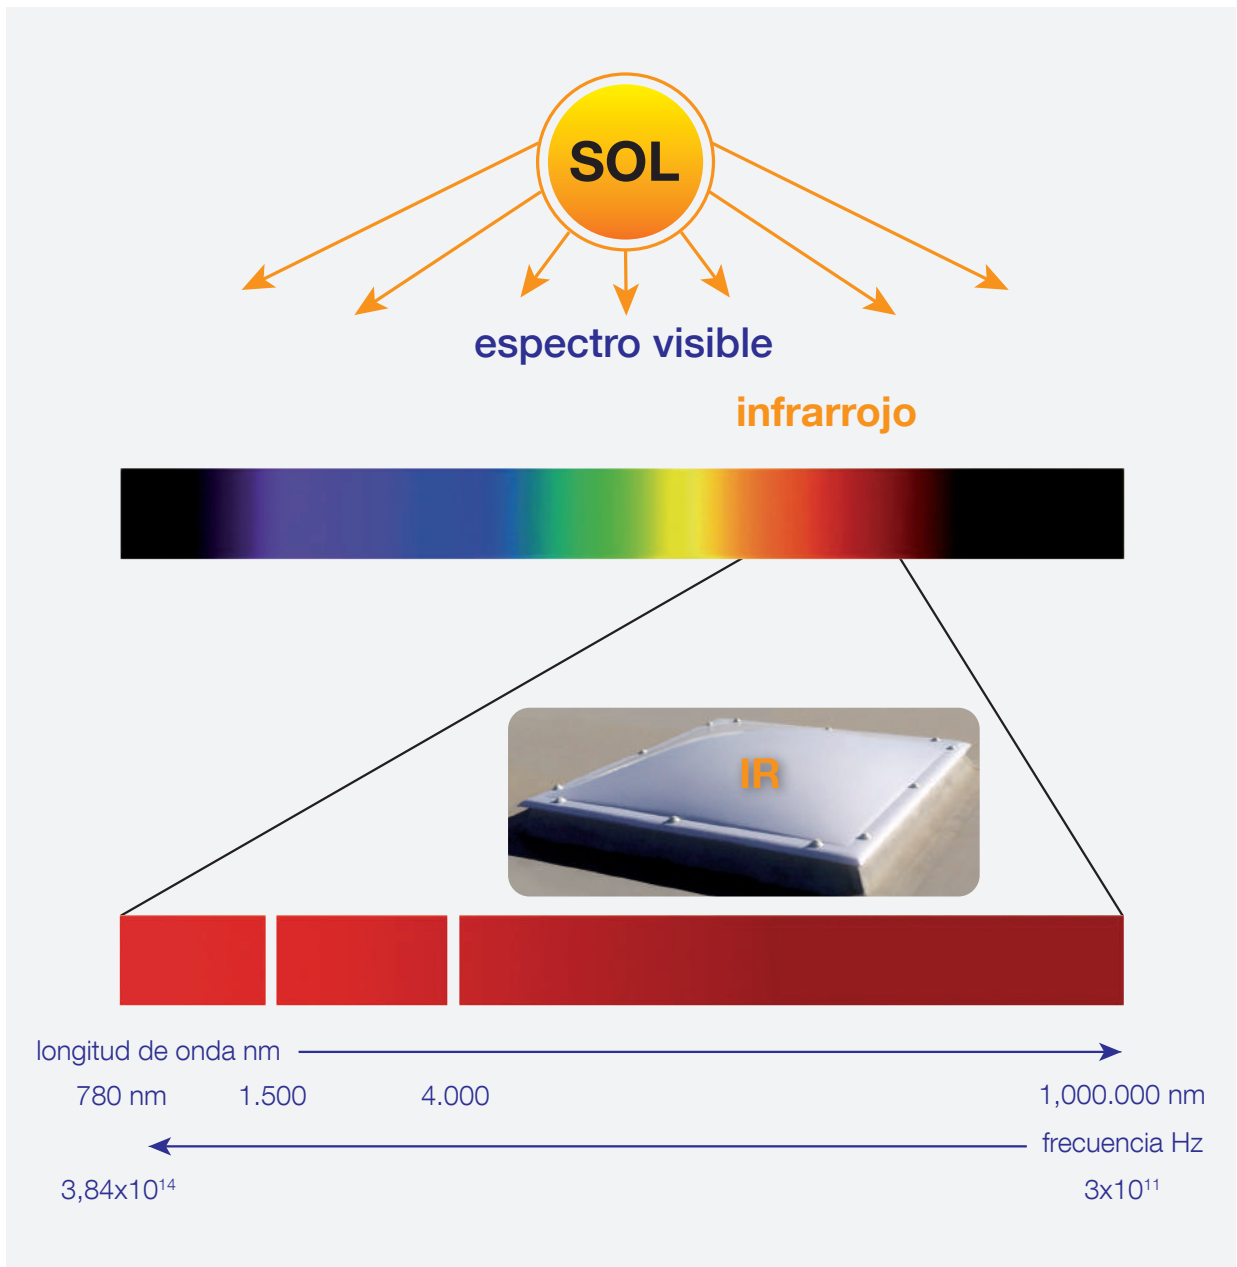 SOL
espectro visible
infrarrojo
IR
longitud de onda nm
780 nm 1.500 4.000 1,000.000 nm
frecuencia Hz
3,84x10¹⁴ 3x10¹¹